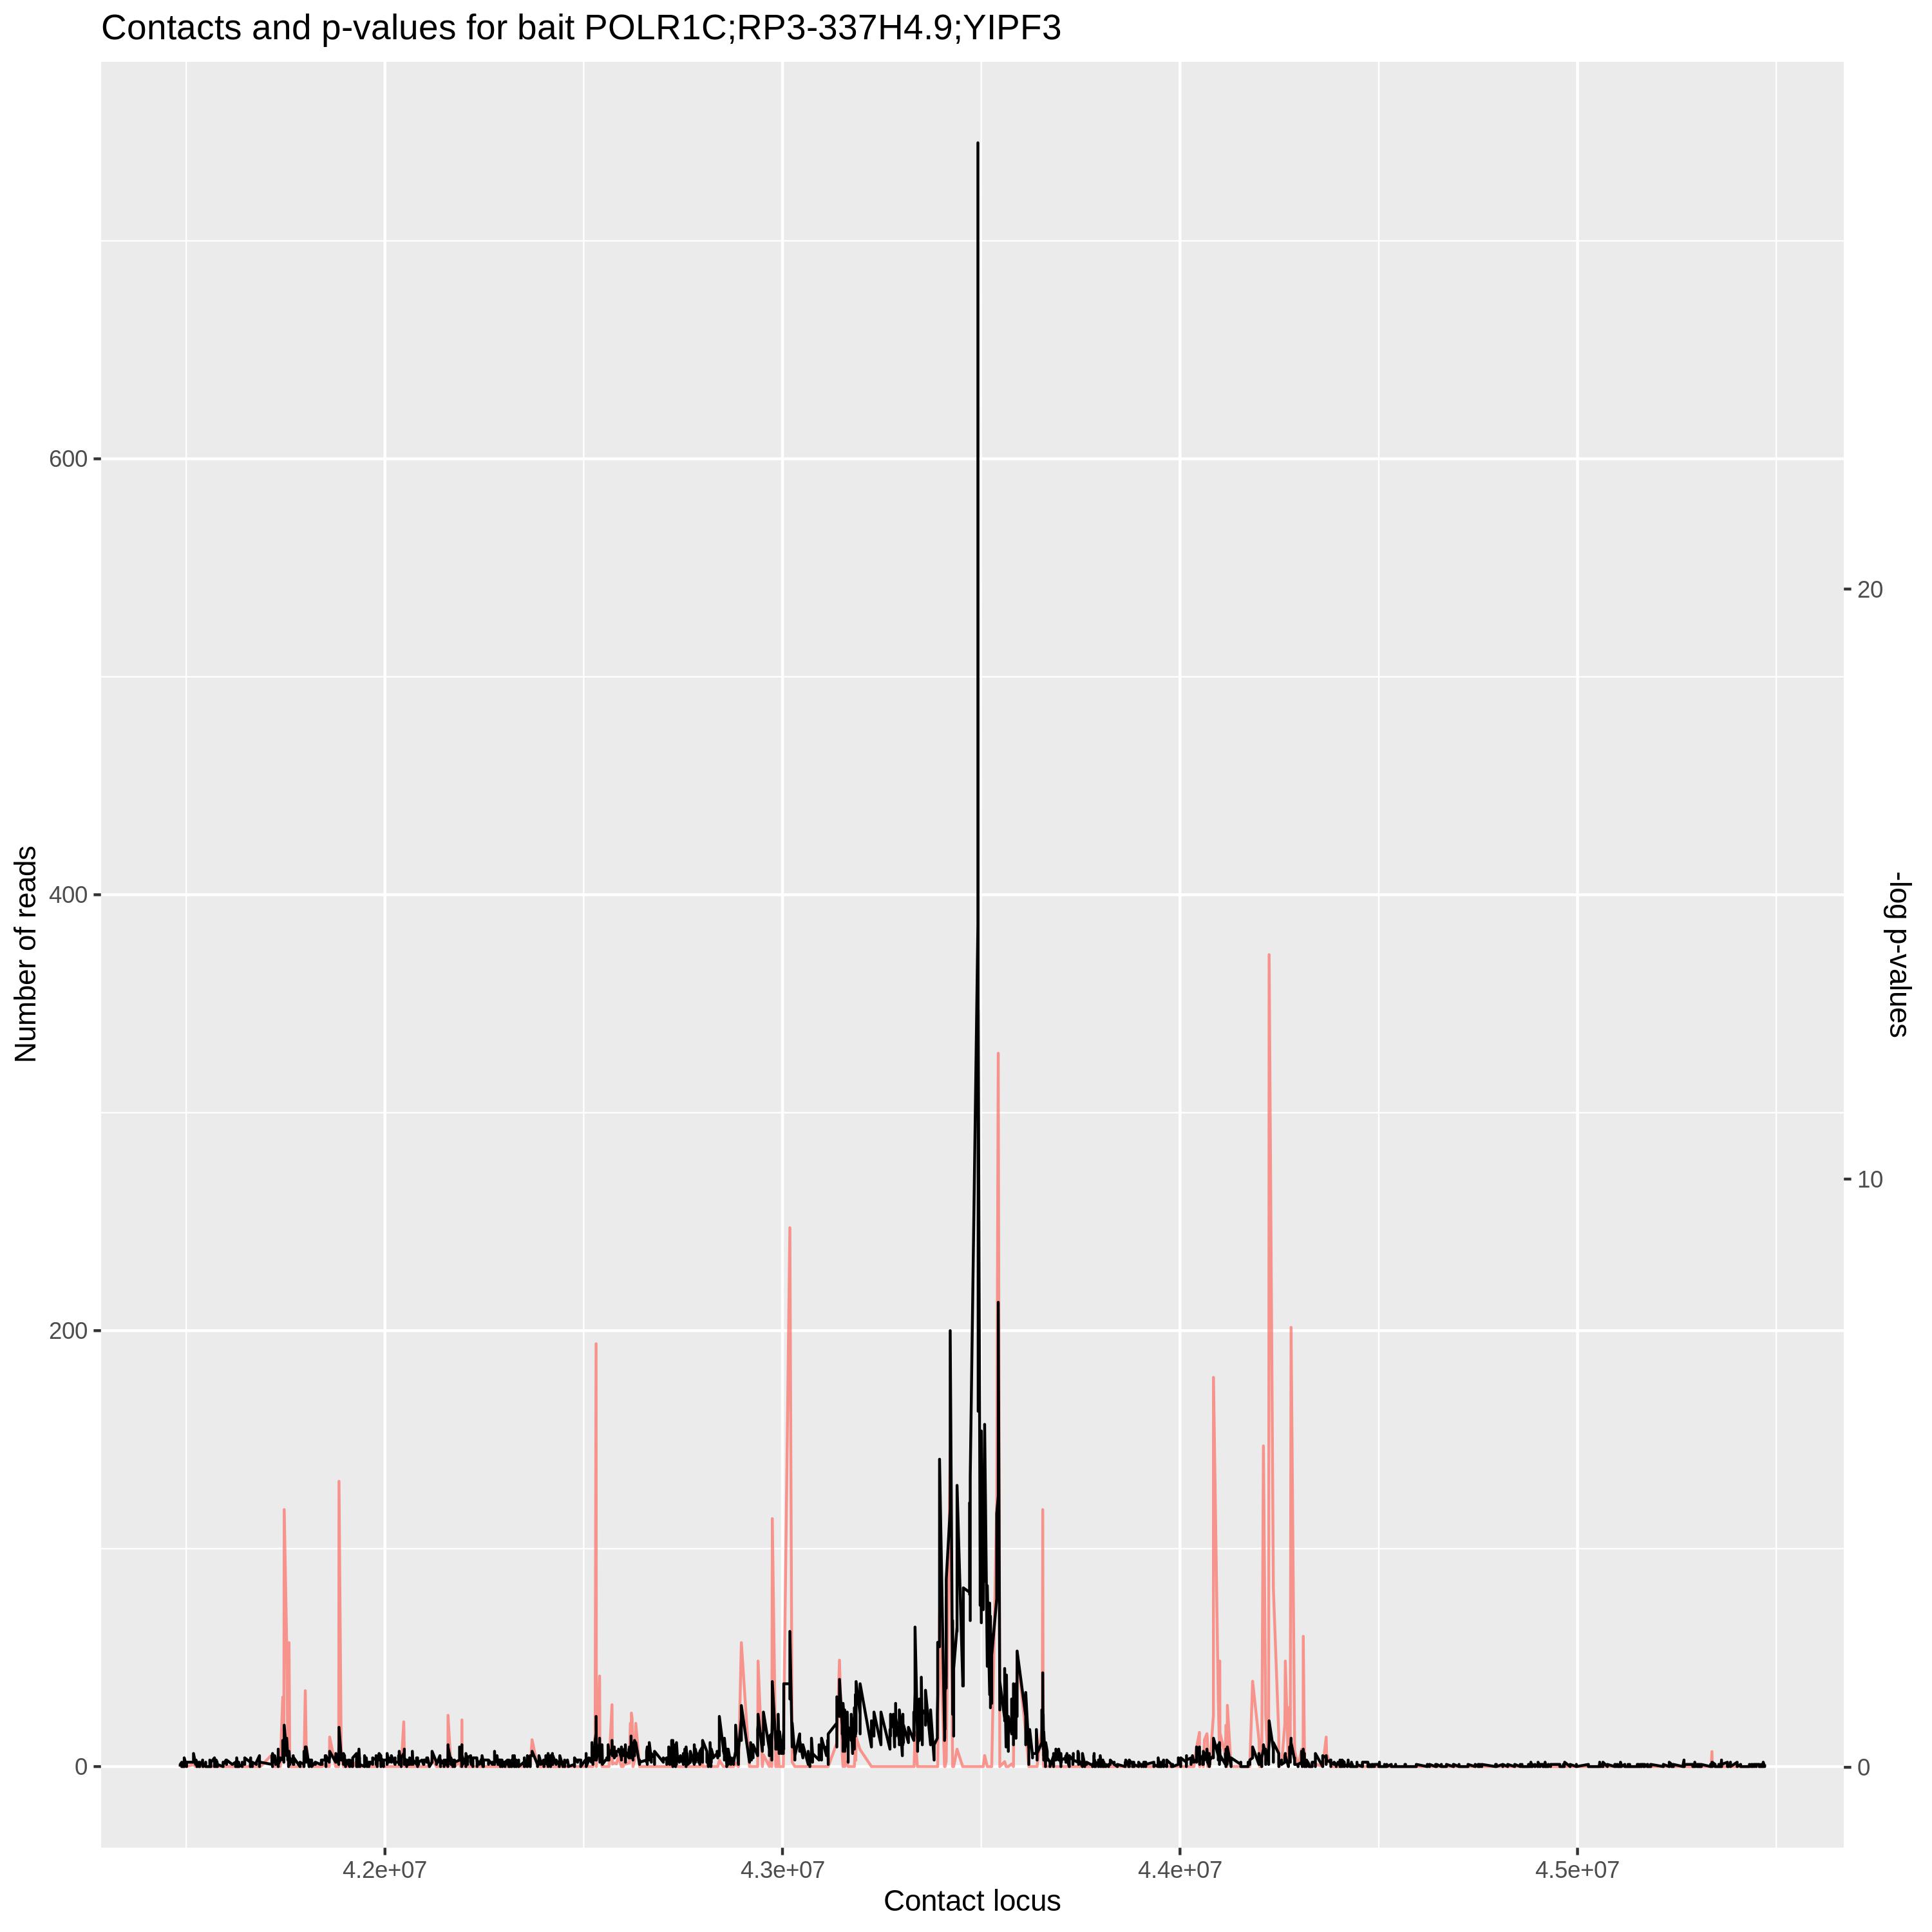 Contacts and p-values for bait POLR1C;RP3-337H4.9;YIPF3
Number of reads
600
400
200
0
20
10
0
-log p-values
4.2e+07
4.3e+07
4.4e+07
4.5e+07
Contact locus